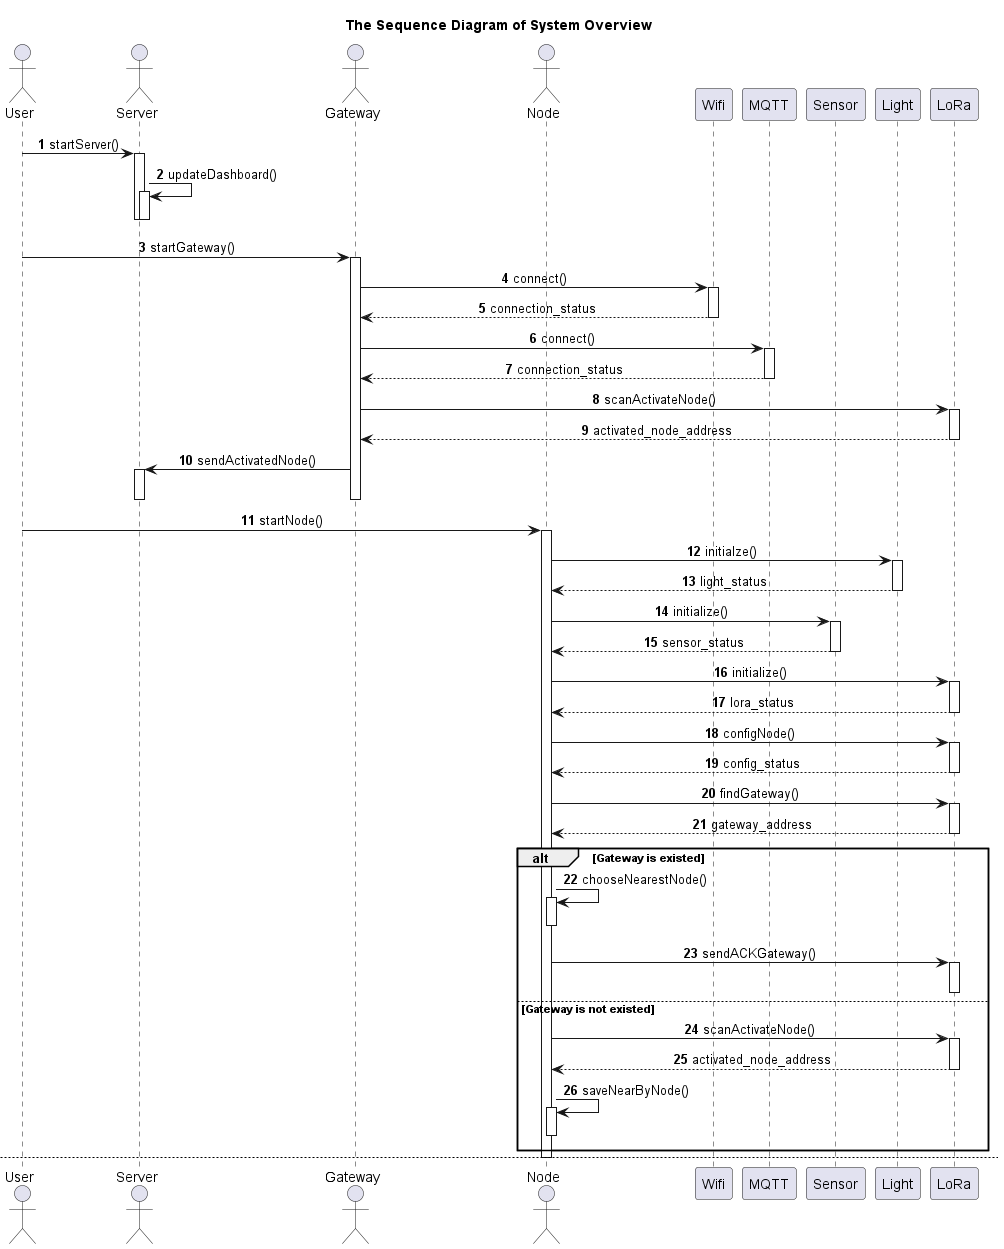 The Sequence Diagram of System Overview
User Server Gateway Node Wifi MQTT Sensor Light LoRa
1 startServer()
2 updateDashboard()
3 startGateway()
4 connect()
5 connection_status
6 connect()
7 connection_status
8 scanActivateNode()
9 activated_node_address
10 sendActivatedNode()
11 startNode()
12 initialze()
13 light_status
14 initialize()
15 sensor_status
16 initialize()
17 lora_status
18 configNode()
19 config_status
20 findGateway()
21 gateway_address
alt [Gateway is existed]
22 chooseNearestNode()
23 sendACKGateway()
[Gateway is not existed]
24 scanActivateNode()
25 activated_node_address
26 saveNearByNode()
User Server Gateway Node Wifi MQTT Sensor Light LoRa